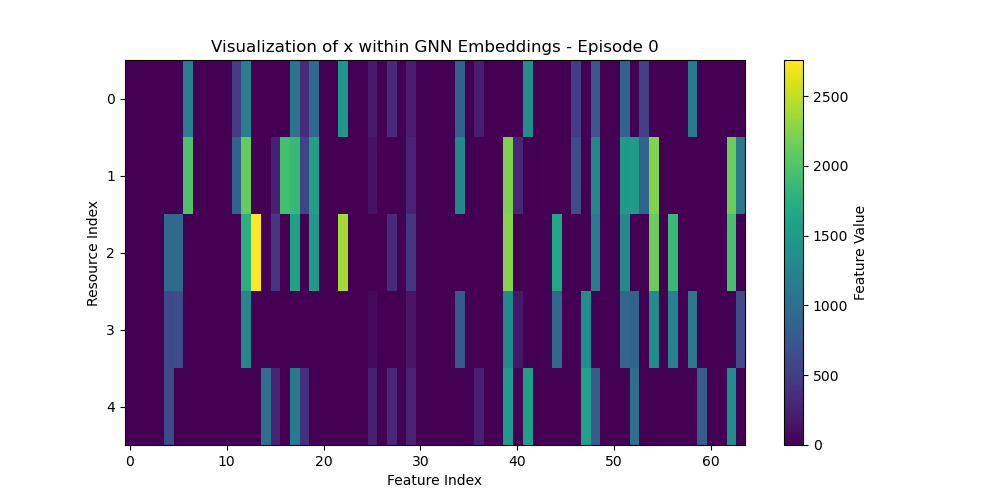 Visualization of x within GNN Embeddings - Episode 0
Resource Index
0
1
2
3
4
0 10 20 30 40 50 60
Feature Index
2500
2000
1500
1000
500
0
Feature Value